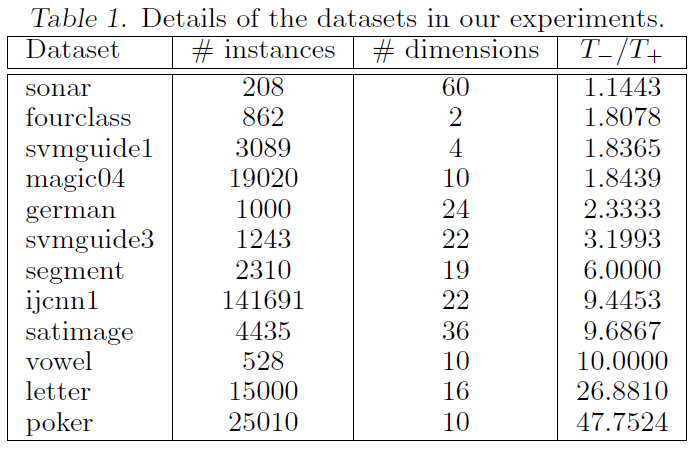 Table 1. Details of the datasets in our experiments.
Dataset # instances # dimensions T−/T+
sonar 208 60 1.1443
fourclass 862 2 1.8078
svmguide1 3089 4 1.8365
magic04 19020 10 1.8439
german 1000 24 2.3333
svmguide3 1243 22 3.1993
segment 2310 19 6.0000
ijcnn1 141691 22 9.4453
satimage 4435 36 9.6867
vowel 528 10 10.0000
letter 15000 16 26.8810
poker 25010 10 47.7524